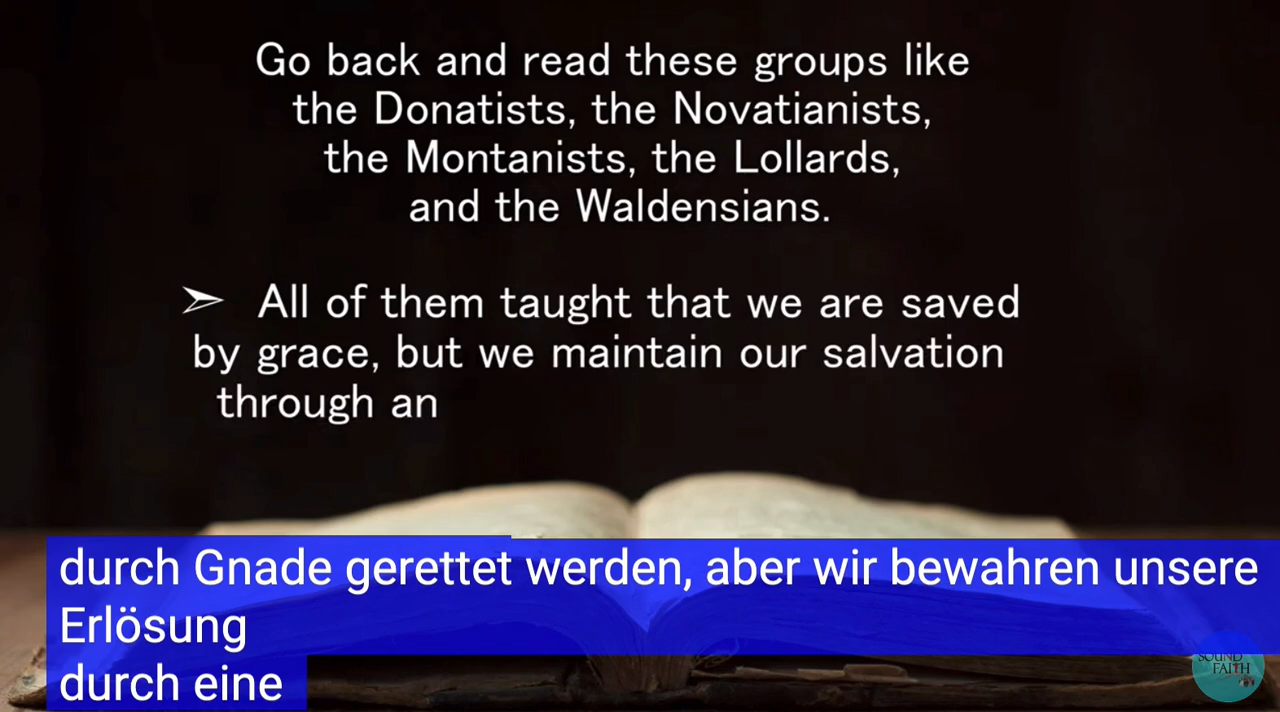 Go back and read these groups like
the Donatists, the Novatianists,
the Montanists, the Lollards,
and the Waldensians.
➢ All of them taught that we are saved
by grace, but we maintain our salvation
through an
durch Gnade gerettet werden, aber wir bewahren unsere
Erlösung
durch eine
SOUND
FAITH